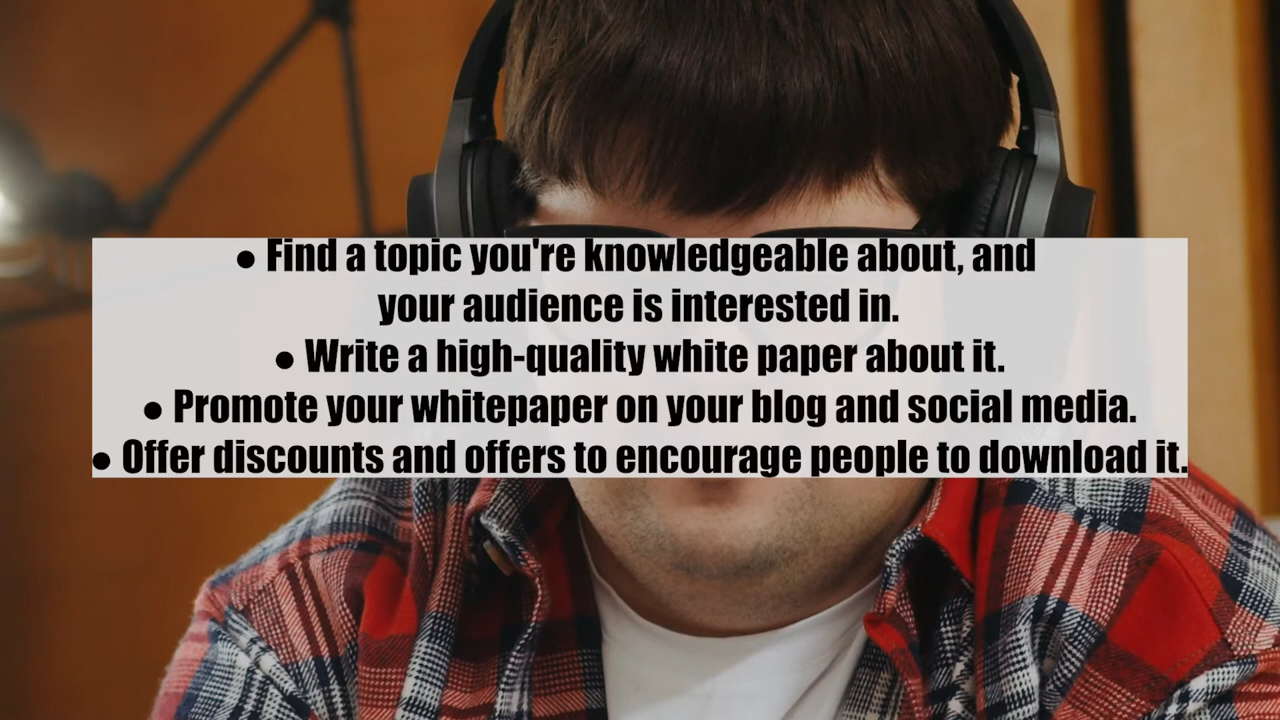 ● Find a topic you're knowledgeable about, and
your audience is interested in.
● Write a high-quality white paper about it.
● Promote your whitepaper on your blog and social media.
● Offer discounts and offers to encourage people to download it.